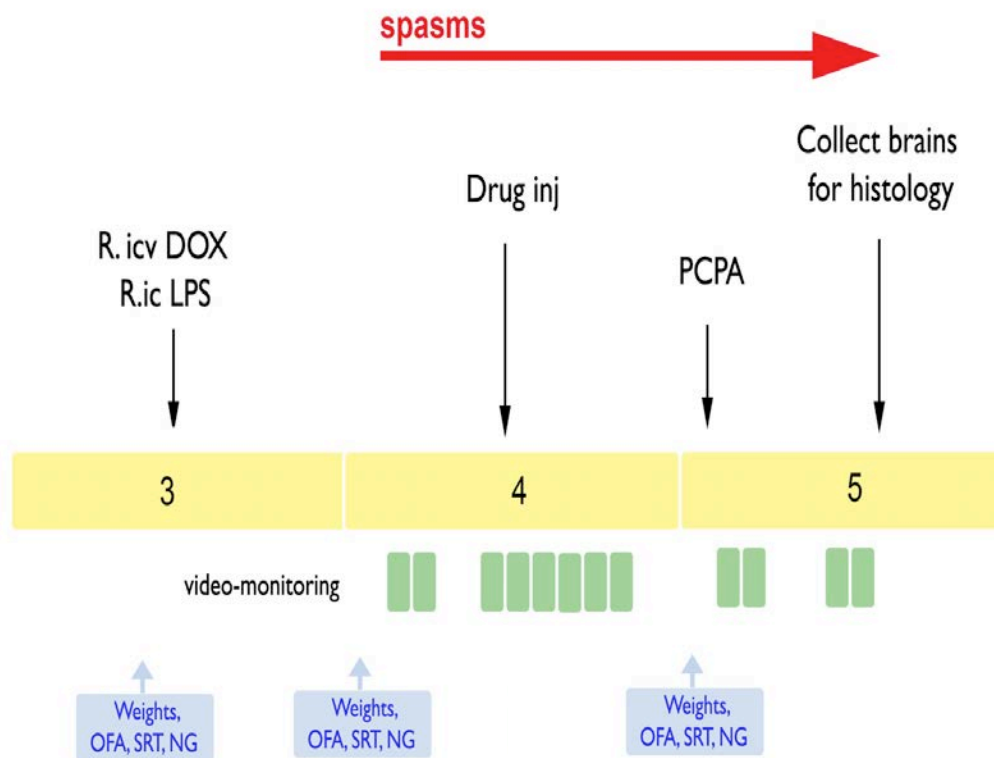 spasms
Collect brains
for histology
Drug inj
R. icv DOX
R.ic LPS
PCPA
3
4
5
video-monitoring
Weights,
OFA, SRT, NG
Weights,
OFA, SRT, NG
Weights,
OFA, SRT, NG